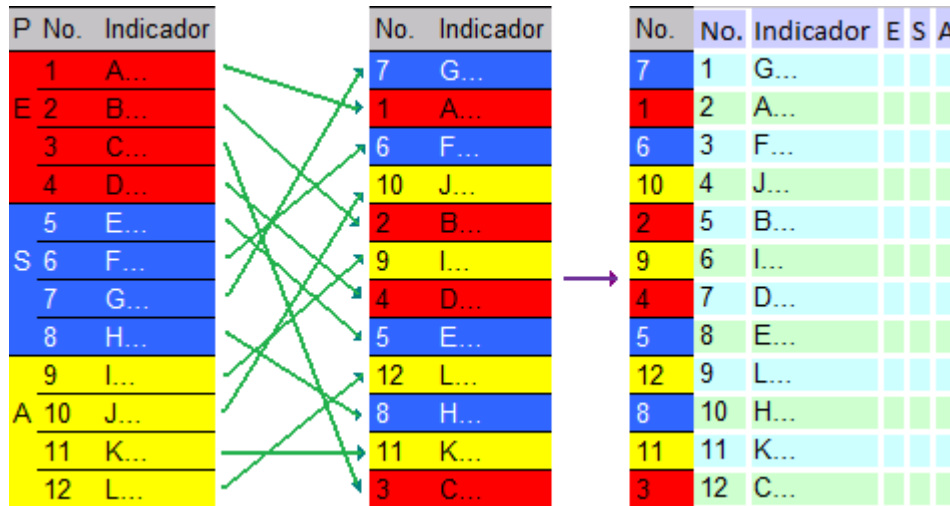 P No. Indicador No. Indicador No. No. Indicador E S A
1 A... 7 G... 7 1 G...
E 2 B... 1 A... 1 2 A...
3 C... 6 F... 6 3 F...
4 D... 10 J... 10 4 J...
5 E... 2 B... 2 5 B...
S 6 F... 9 I... 9 6 I...
7 G... 4 D... 4 7 D...
8 H... 5 E... 5 8 E...
9 I... 12 L... 12 9 L...
A 10 J... 8 H... 8 10 H...
11 K... 11 K... 11 11 K...
12 L... 3 C... 3 12 C...